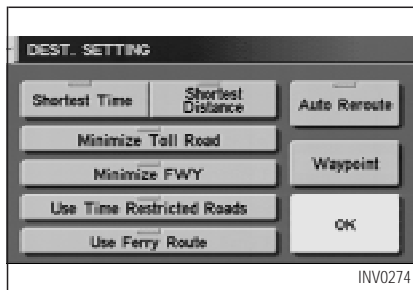 DEST. SETTING
Shortest Time
Shortest
Distance
Auto Reroute
Minimize Toll Road
Minimize FWY
Waypoint
Use Time Restricted Roads
Use Ferry Route
OK
INV0274